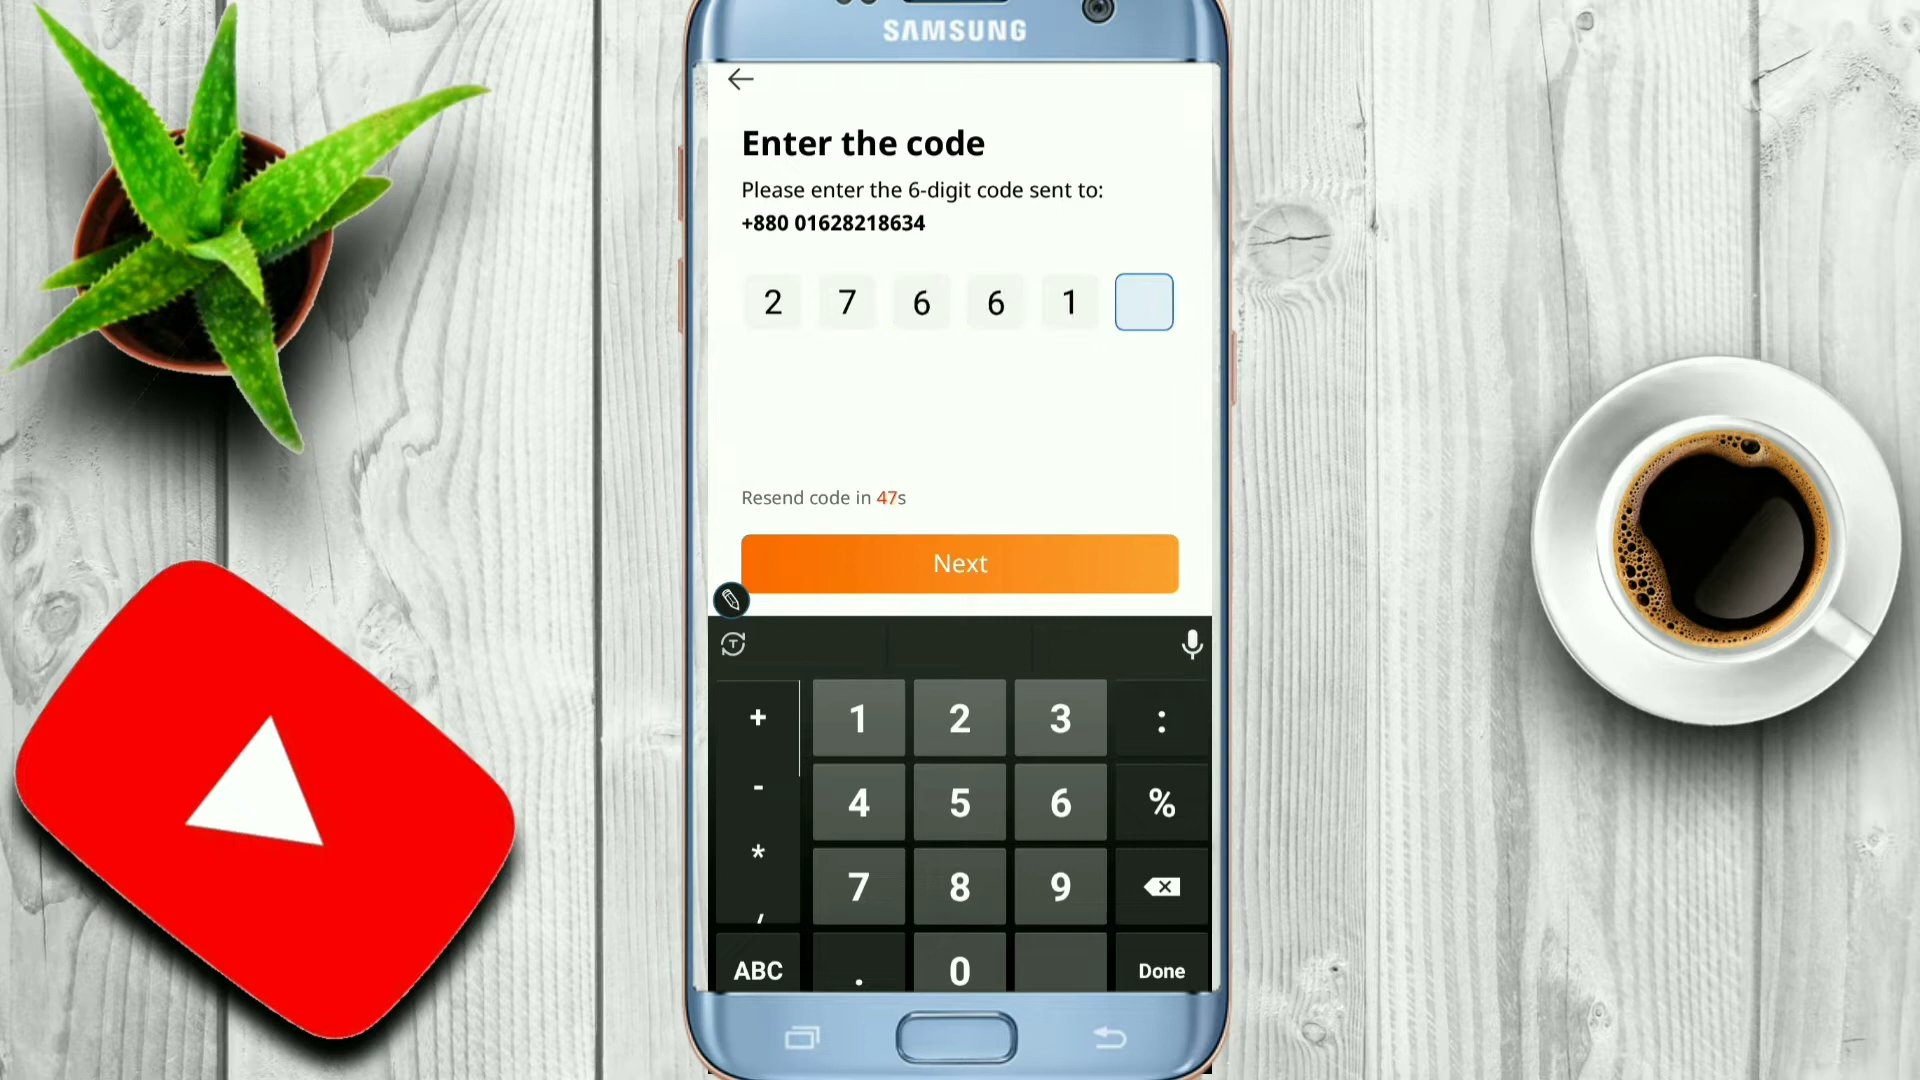 SAMSUNG
Enter the code
Please enter the 6-digit code sent to:
+880 01628218634
2 7 6 6 1
Resend code in 47s
Next
T
+ 1 2 3 :
- 4 5 6 %
* 7 8 9
,
ABC . 0 Done